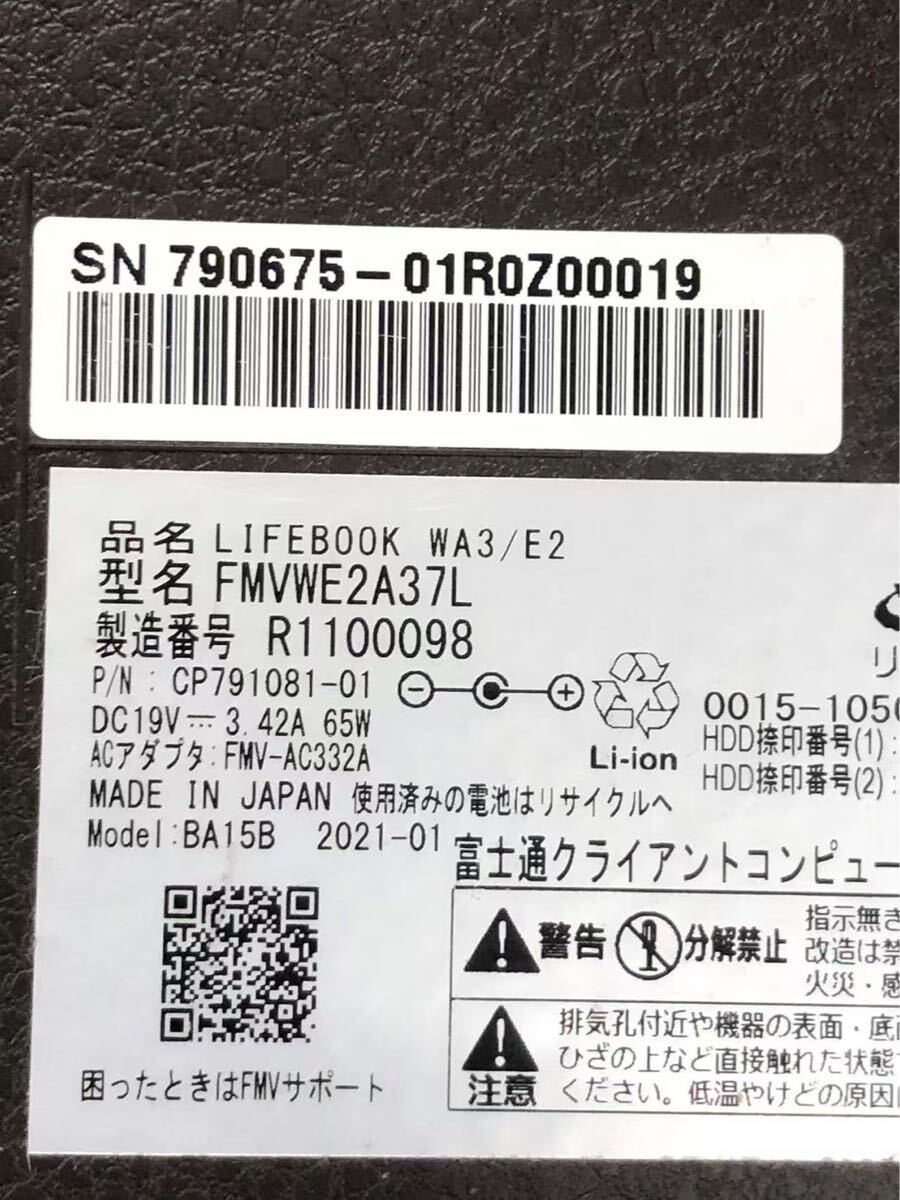 SN 790675-01R0Z00019
品名 LIFEBOOK WA3/E2
型名 FMVWE2A37L
製造番号 R1100098
P/N : CP791081-01
DC19V⎓ 3.42A 65W
ACアダプタ:FMV-AC332A
Li-ion
リ
0015-105
HDD捺印番号(1):
HDD捺印番号(2):
MADE IN JAPAN 使用済みの電池はリサイクルへ
Model:BA15B 2021-01
富士通クライアントコンピュー
警告 分解禁止
指示無き
改造は禁
火災・感
注意
排気孔付近や機器の表面・底面
ひざの上など直接触れた状態で
ください。低温やけどの原因に
困ったときはFMVサポート